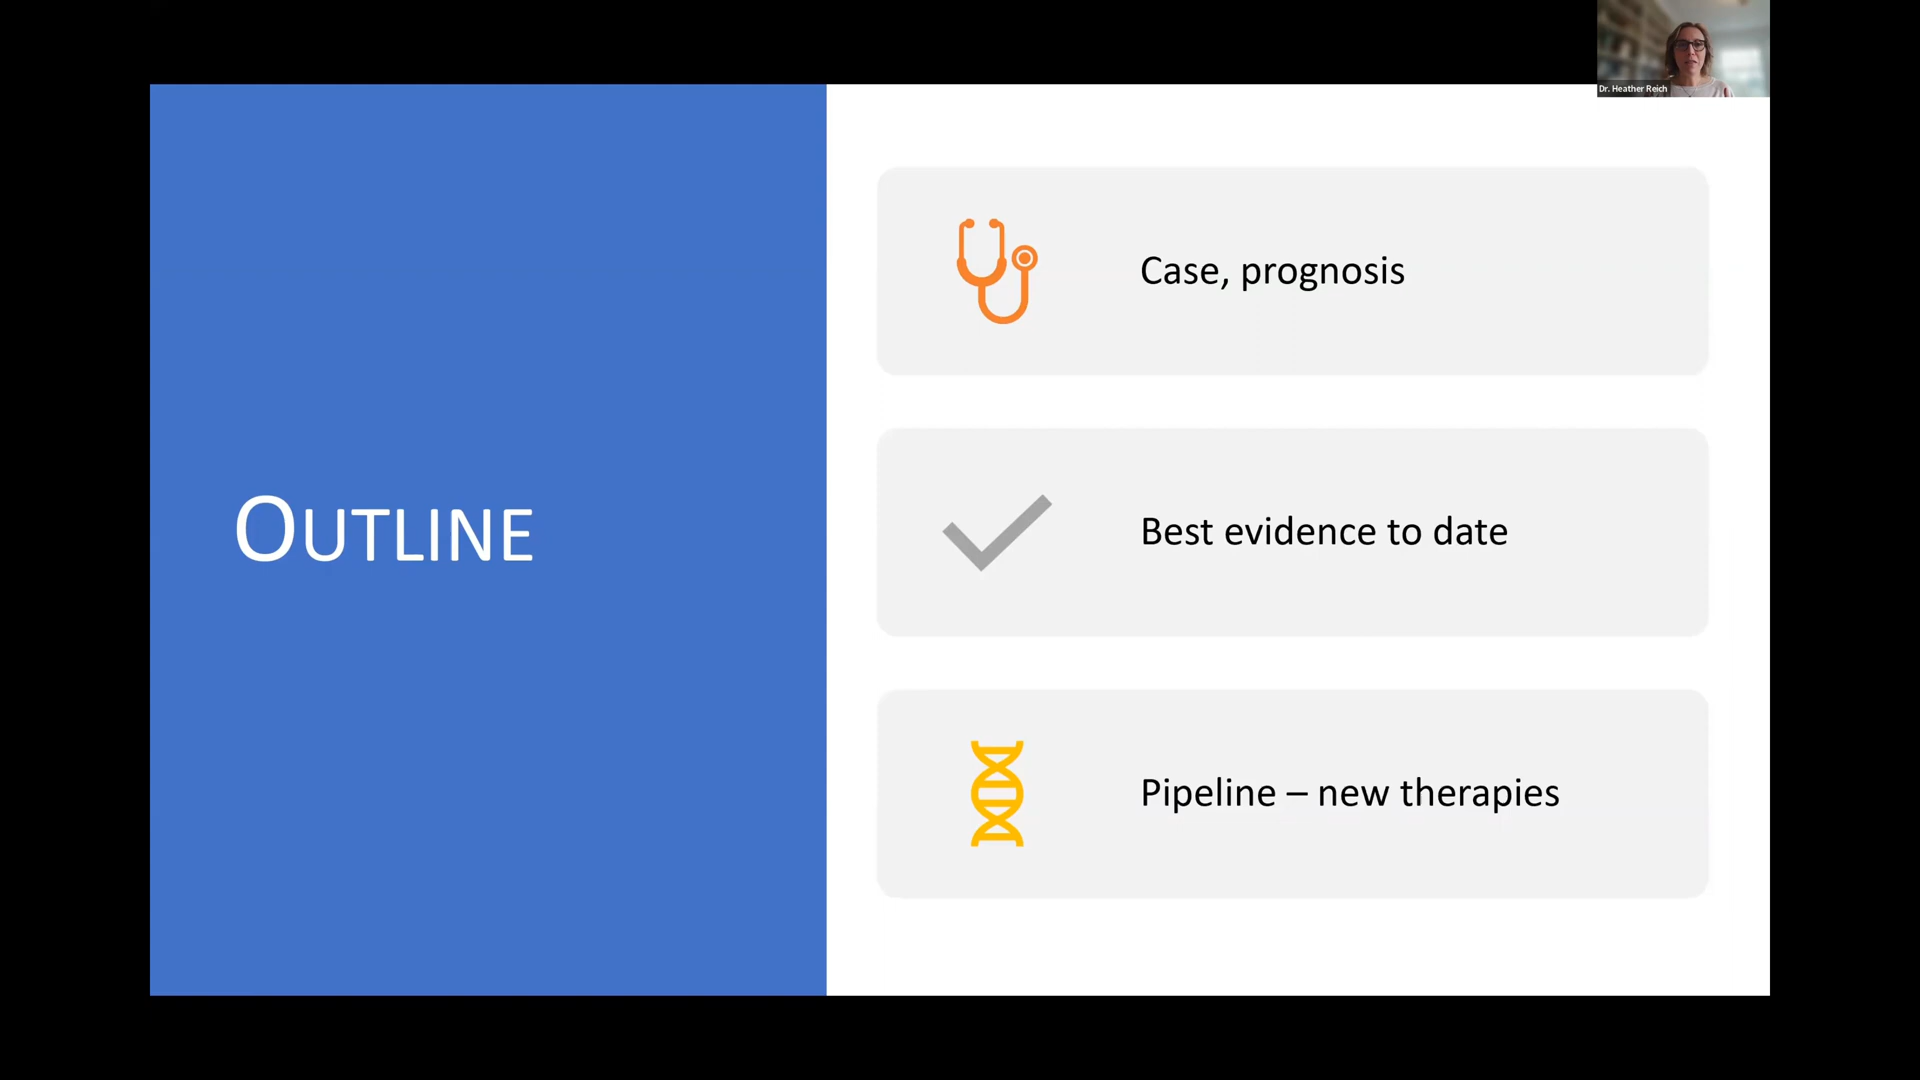 Dr. Heather Reich
OUTLINE
Case, prognosis
Best evidence to date
Pipeline – new therapies